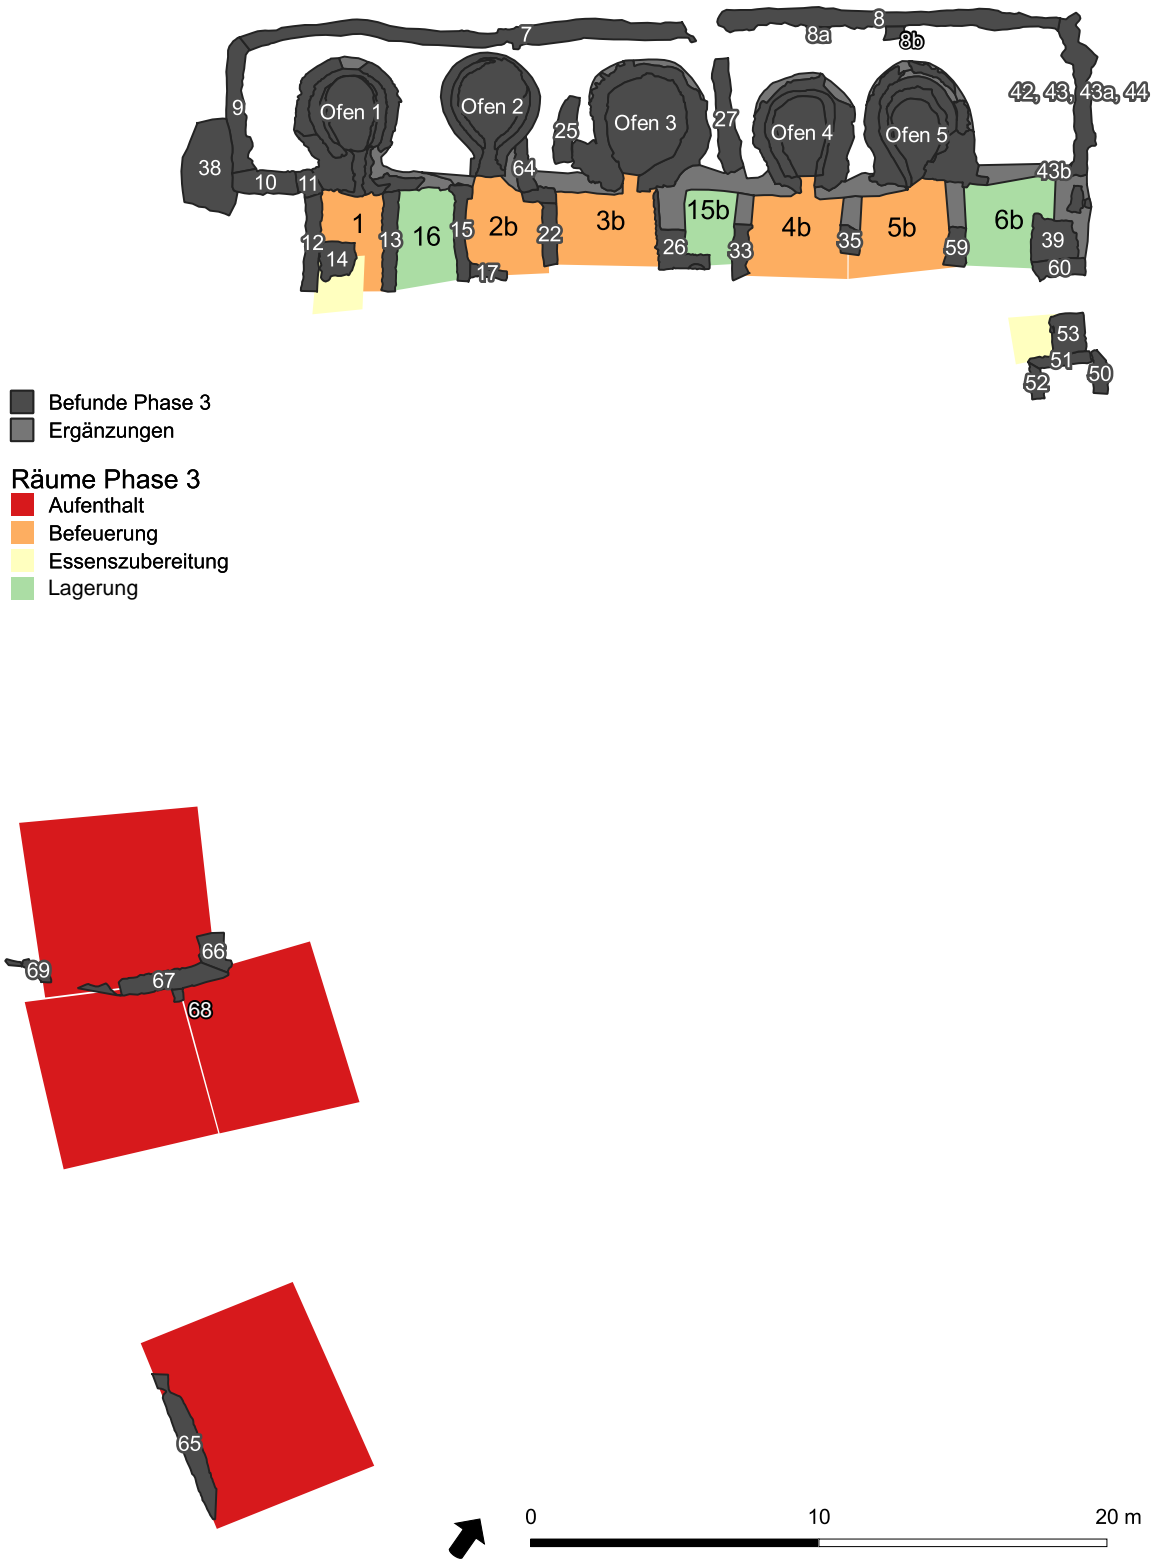 7
8
8a
8b
42, 43, 43a, 44
9
Ofen 1
Ofen 2
25
Ofen 3
27
Ofen 4
Ofen 5
38
10
11
64
43b
12
1
13
16
15
2b
22
3b
15b
26
33
4b
35
5b
59
6b
39
14
17
60
53
51
52
50
Befunde Phase 3
Ergänzungen
Räume Phase 3
Aufenthalt
Befeuerung
Essenszubereitung
Lagerung
66
69
67
68
65
0
10
20 m